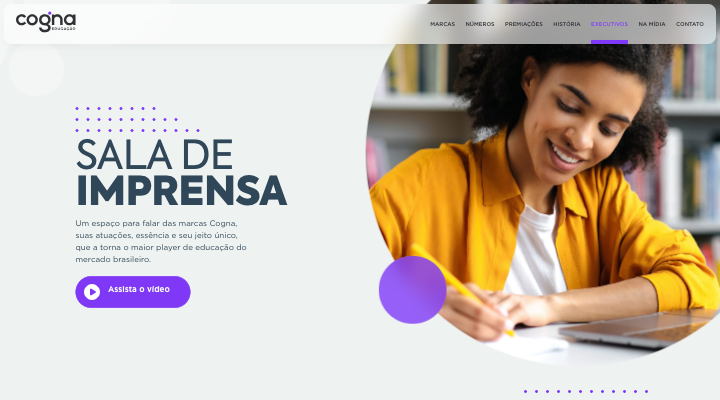 cogna
EDUCAÇÃO
MARCAS NÚMEROS PREMIAÇÕES HISTÓRIA EXECUTIVOS NA MÍDIA CONTATO
SALA DE
IMPRENSA
Um espaço para falar das marcas Cogna,
suas atuações, essência e seu jeito único,
que a torna o maior player de educação do
mercado brasileiro.
Assista o vídeo